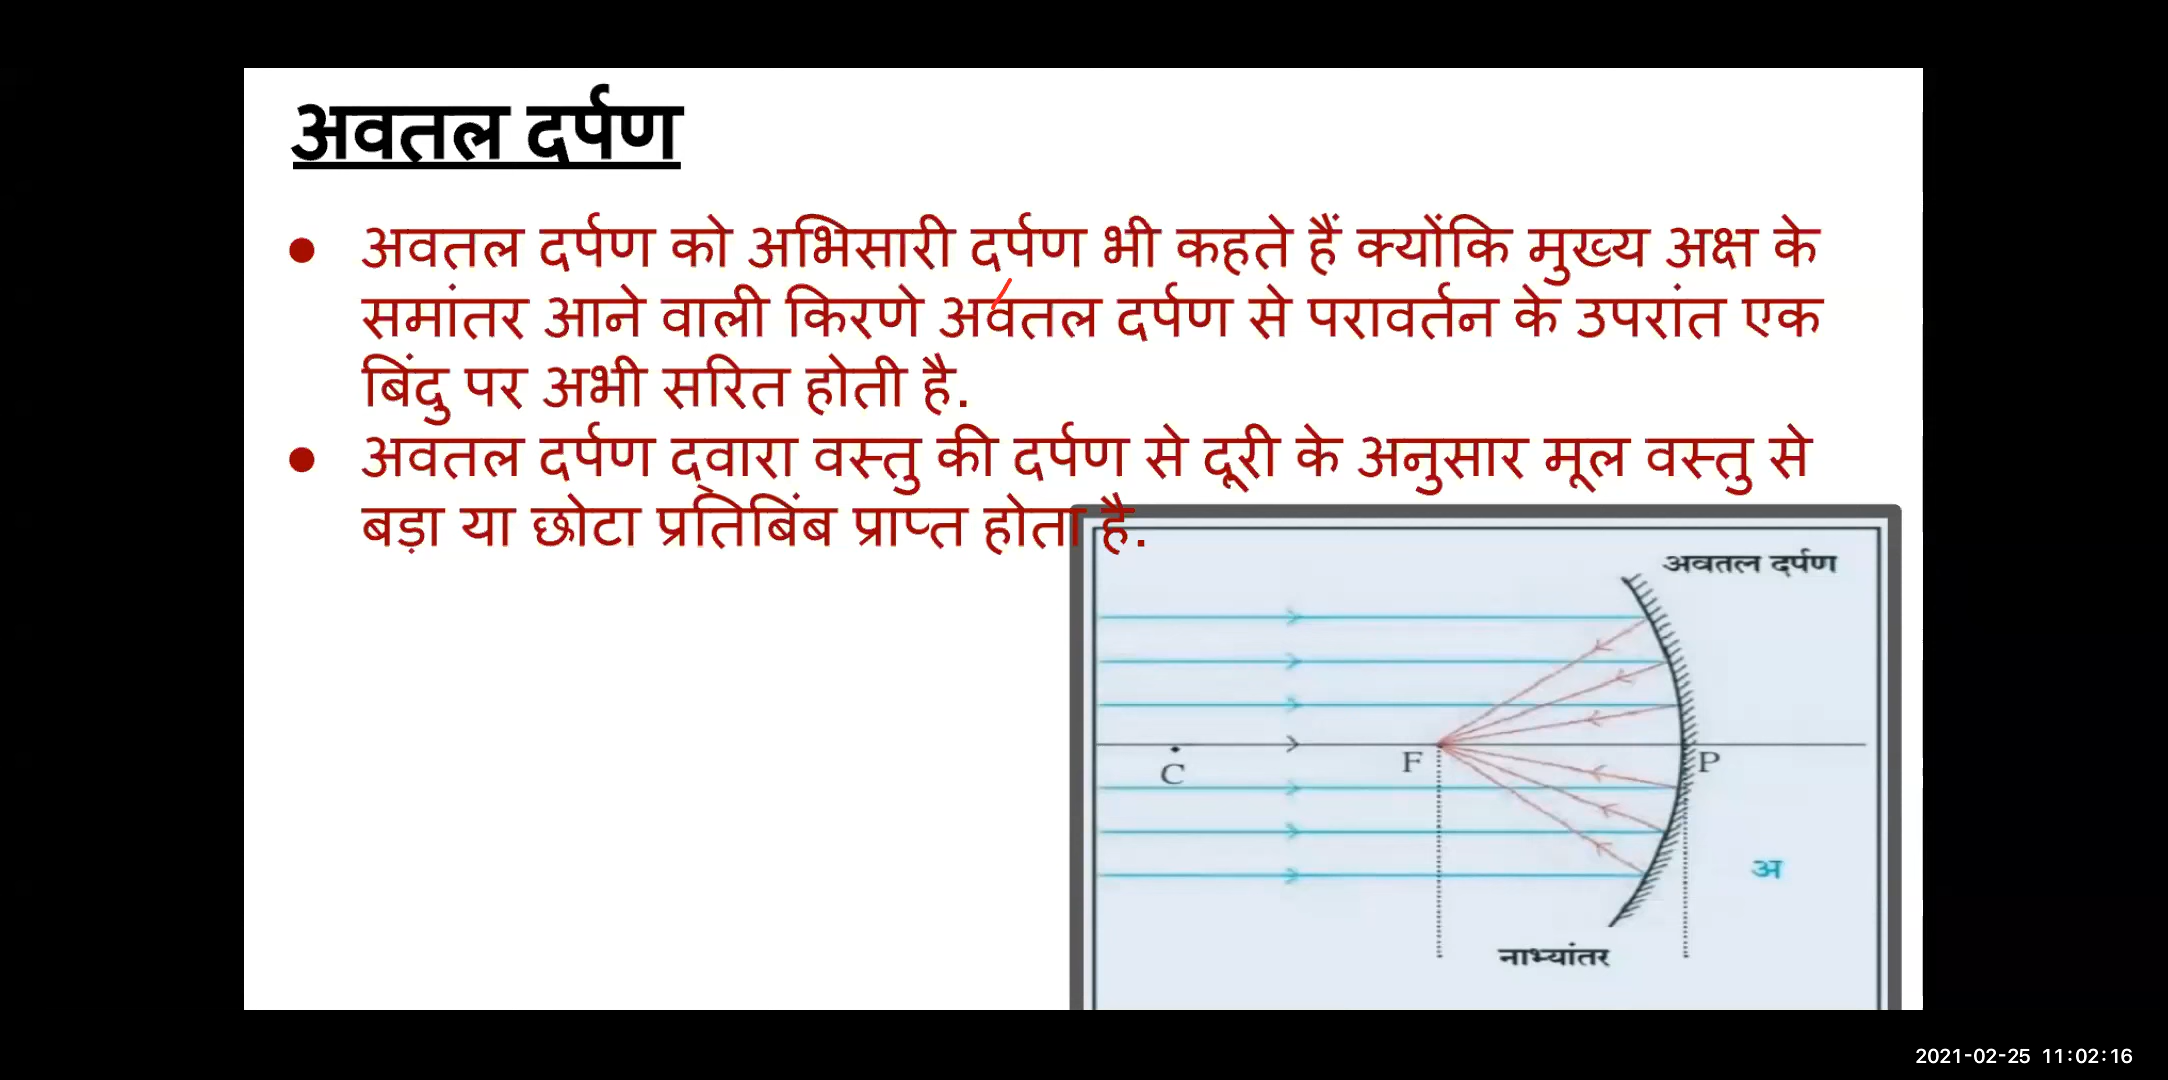 अवतल दर्पण
● अवतल दर्पण को अभिसारी दर्पण भी कहते हैं क्योंकि मुख्य अक्ष के
समांतर आने वाली किरणे अवतल दर्पण से परावर्तन के उपरांत एक
बिंदु पर अभी सरित होती है.
● अवतल दर्पण द्वारा वस्तु की दर्पण से दूरी के अनुसार मूल वस्तु से
बड़ा या छोटा प्रतिबिंब प्राप्त होता है.
अवतल दर्पण
C
F
P
अ
नाभ्यांतर
2021-02-25 11:02:16